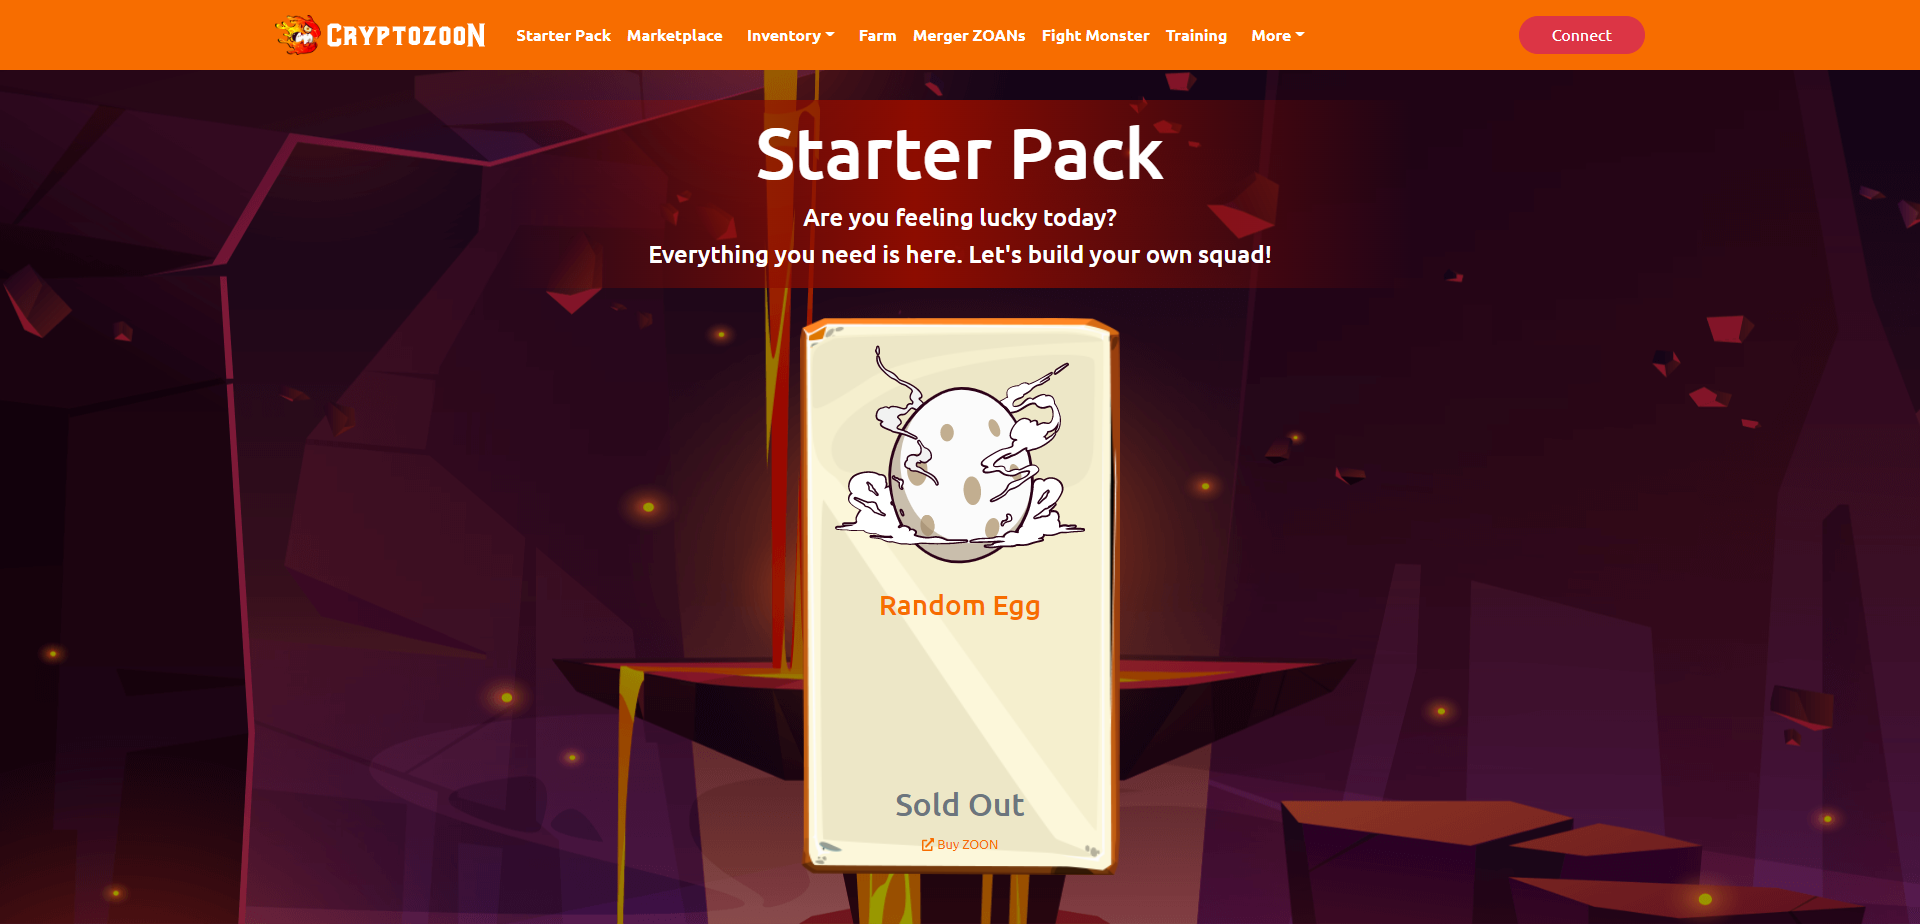 CRYPTOZOON
Starter Pack Marketplace Inventory Farm Merger ZOANs Fight Monster Training More Connect
Starter Pack
Are you feeling lucky today?
Everything you need is here. Let's build your own squad!
Random Egg
Sold Out
Buy ZOON